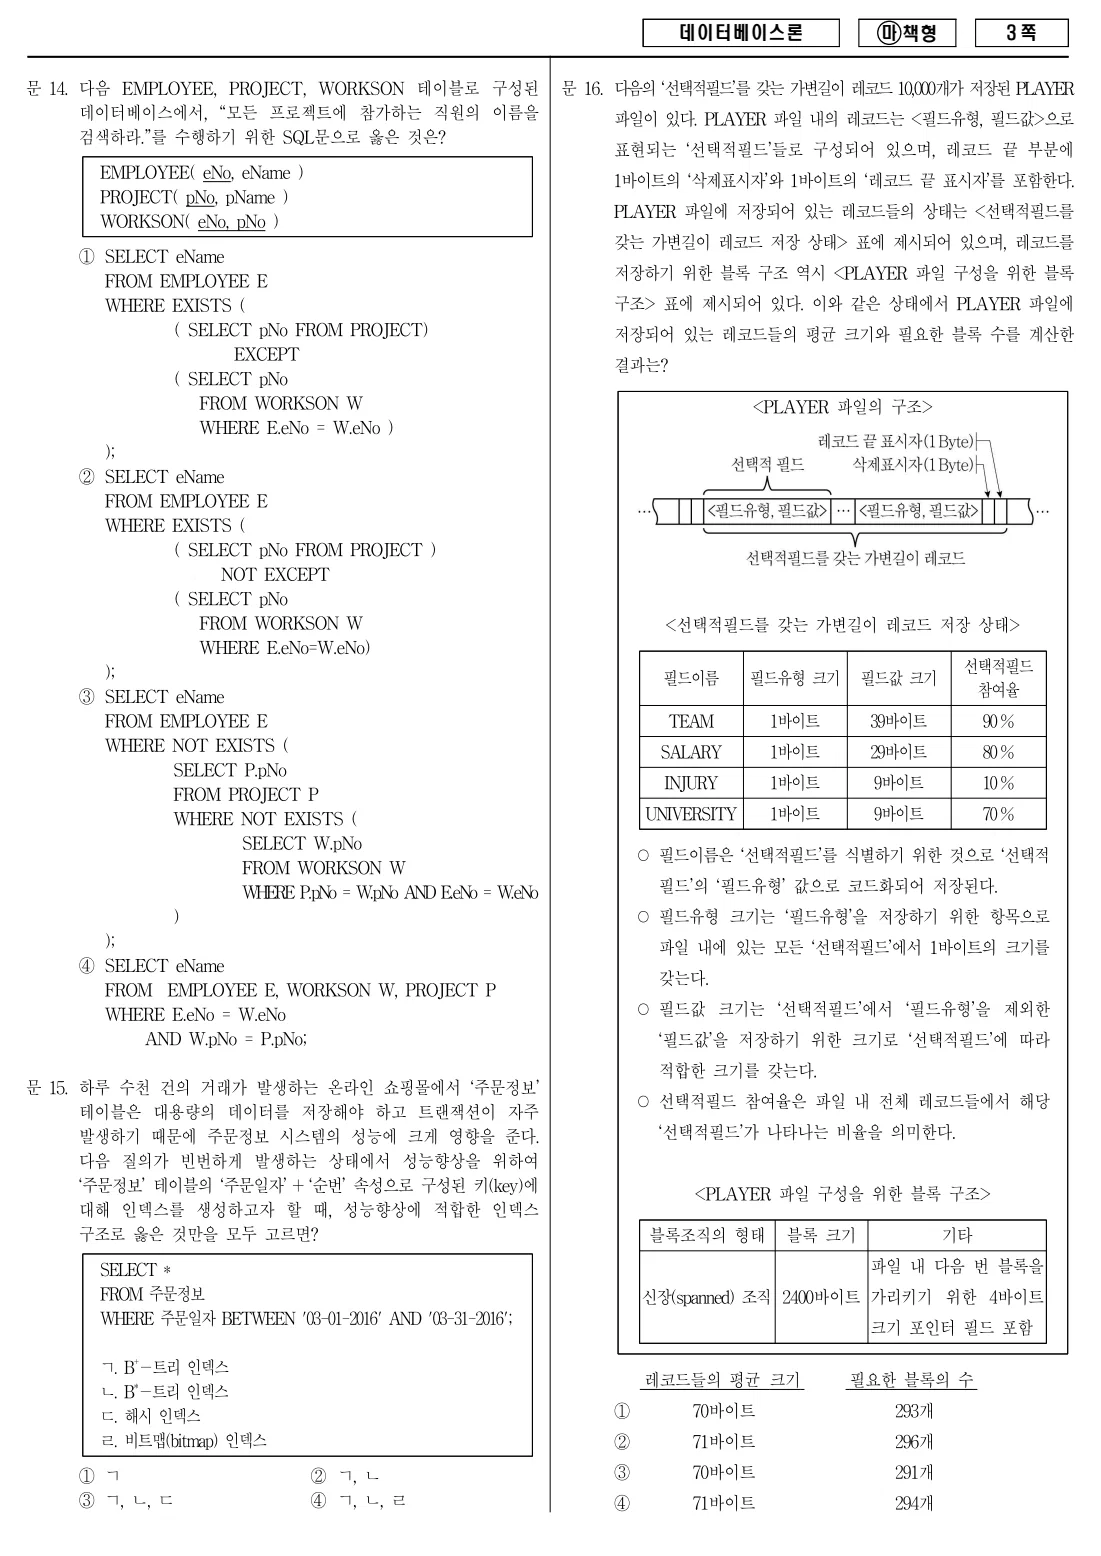 데이터베이스론
㉲책형
3쪽
문 14. 다음 EMPLOYEE, PROJECT, WORKSON 테이블로 구성된
데이터베이스에서, “모든 프로젝트에 참가하는 직원의 이름을
검색하라.”를 수행하기 위한 SQL문으로 옳은 것은?
EMPLOYEE( eNo, eName )
PROJECT( pNo, pName )
WORKSON( eNo, pNo )
① SELECT eName
FROM EMPLOYEE E
WHERE EXISTS (
( SELECT pNo FROM PROJECT)
EXCEPT
( SELECT pNo
FROM WORKSON W
WHERE E.eNo = W.eNo )
);
② SELECT eName
FROM EMPLOYEE E
WHERE EXISTS (
( SELECT pNo FROM PROJECT )
NOT EXCEPT
( SELECT pNo
FROM WORKSON W
WHERE E.eNo=W.eNo)
);
③ SELECT eName
FROM EMPLOYEE E
WHERE NOT EXISTS (
SELECT P.pNo
FROM PROJECT P
WHERE NOT EXISTS (
SELECT W.pNo
FROM WORKSON W
WHERE P.pNo = W.pNo AND E.eNo = W.eNo
)
);
④ SELECT eName
FROM EMPLOYEE E, WORKSON W, PROJECT P
WHERE E.eNo = W.eNo
AND W.pNo = P.pNo;
문 15. 하루 수천 건의 거래가 발생하는 온라인 쇼핑몰에서 ‘주문정보’
테이블은 대용량의 데이터를 저장해야 하고 트랜잭션이 자주
발생하기 때문에 주문정보 시스템의 성능에 크게 영향을 준다.
다음 질의가 빈번하게 발생하는 상태에서 성능향상을 위하여
‘주문정보’ 테이블의 ‘주문일자’ + ‘순번’ 속성으로 구성된 키(key)에
대해 인덱스를 생성하고자 할 때, 성능향상에 적합한 인덱스
구조로 옳은 것만을 모두 고르면?
SELECT *
FROM 주문정보
WHERE 주문일자 BETWEEN '03-01-2016' AND '03-31-2016';
ㄱ. B⁺-트리 인덱스
ㄴ. B*-트리 인덱스
ㄷ. 해시 인덱스
ㄹ. 비트맵(bitmap) 인덱스
① ㄱ ② ㄱ, ㄴ
③ ㄱ, ㄴ, ㄷ ④ ㄱ, ㄴ, ㄹ
문 16. 다음의 ‘선택적필드’를 갖는 가변길이 레코드 10,000개가 저장된 PLAYER
파일이 있다. PLAYER 파일 내의 레코드는 <필드유형, 필드값>으로
표현되는 ‘선택적필드’들로 구성되어 있으며, 레코드 끝 부분에
1바이트의 ‘삭제표시자’와 1바이트의 ‘레코드 끝 표시자’를 포함한다.
PLAYER 파일에 저장되어 있는 레코드들의 상태는 <선택적필드를
갖는 가변길이 레코드 저장 상태> 표에 제시되어 있으며, 레코드를
저장하기 위한 블록 구조 역시 <PLAYER 파일 구성을 위한 블록
구조> 표에 제시되어 있다. 이와 같은 상태에서 PLAYER 파일에
저장되어 있는 레코드들의 평균 크기와 필요한 블록 수를 계산한
결과는?
<PLAYER 파일의 구조>
레코드 끝 표시자(1 Byte)
선택적 필드 삭제표시자(1 Byte)
… <필드유형, 필드값> … <필드유형, 필드값> …
선택적필드를 갖는 가변길이 레코드
<선택적필드를 갖는 가변길이 레코드 저장 상태>
필드이름 필드유형 크기 필드값 크기 선택적필드
참여율
TEAM 1바이트 39바이트 90%
SALARY 1바이트 29바이트 80%
INJURY 1바이트 9바이트 10%
UNIVERSITY 1바이트 9바이트 70%
○ 필드이름은 ‘선택적필드’를 식별하기 위한 것으로 ‘선택적
필드’의 ‘필드유형’ 값으로 코드화되어 저장된다.
○ 필드유형 크기는 ‘필드유형’을 저장하기 위한 항목으로
파일 내에 있는 모든 ‘선택적필드’에서 1바이트의 크기를
갖는다.
○ 필드값 크기는 ‘선택적필드’에서 ‘필드유형’을 제외한
‘필드값’을 저장하기 위한 크기로 ‘선택적필드’에 따라
적합한 크기를 갖는다.
○ 선택적필드 참여율은 파일 내 전체 레코드들에서 해당
‘선택적필드’가 나타나는 비율을 의미한다.
<PLAYER 파일 구성을 위한 블록 구조>
블록조직의 형태 블록 크기 기타
파일 내 다음 번 블록을
신장(spanned) 조직 2400바이트 가리키기 위한 4바이트
크기 포인터 필드 포함
레코드들의 평균 크기 필요한 블록의 수
① 70바이트 293개
② 71바이트 296개
③ 70바이트 291개
④ 71바이트 294개